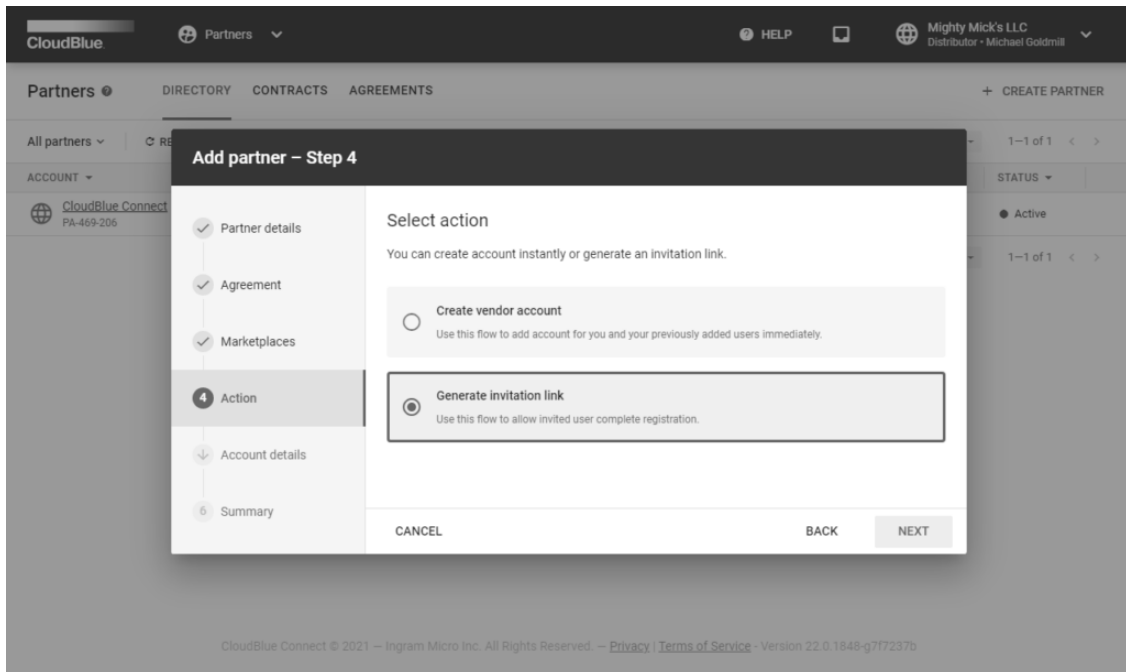 CloudBlue
Partners
HELP
Mighty Mick's LLC
Distributor • Michael Goldmill
Partners
DIRECTORY CONTRACTS AGREEMENTS
+ CREATE PARTNER
All partners
1–1 of 1
ACCOUNT
STATUS
CloudBlue Connect
PA-469-206
Active
1–1 of 1
Add partner – Step 4
Partner details
Agreement
Marketplaces
4 Action
Account details
6 Summary
Select action
You can create account instantly or generate an invitation link.
Create vendor account
Use this flow to add account for you and your previously added users immediately.
Generate invitation link
Use this flow to allow invited user complete registration.
CANCEL BACK NEXT
CloudBlue Connect © 2021 – Ingram Micro Inc. All Rights Reserved. – Privacy | Terms of Service - Version 22.0.1848-g7f7237b